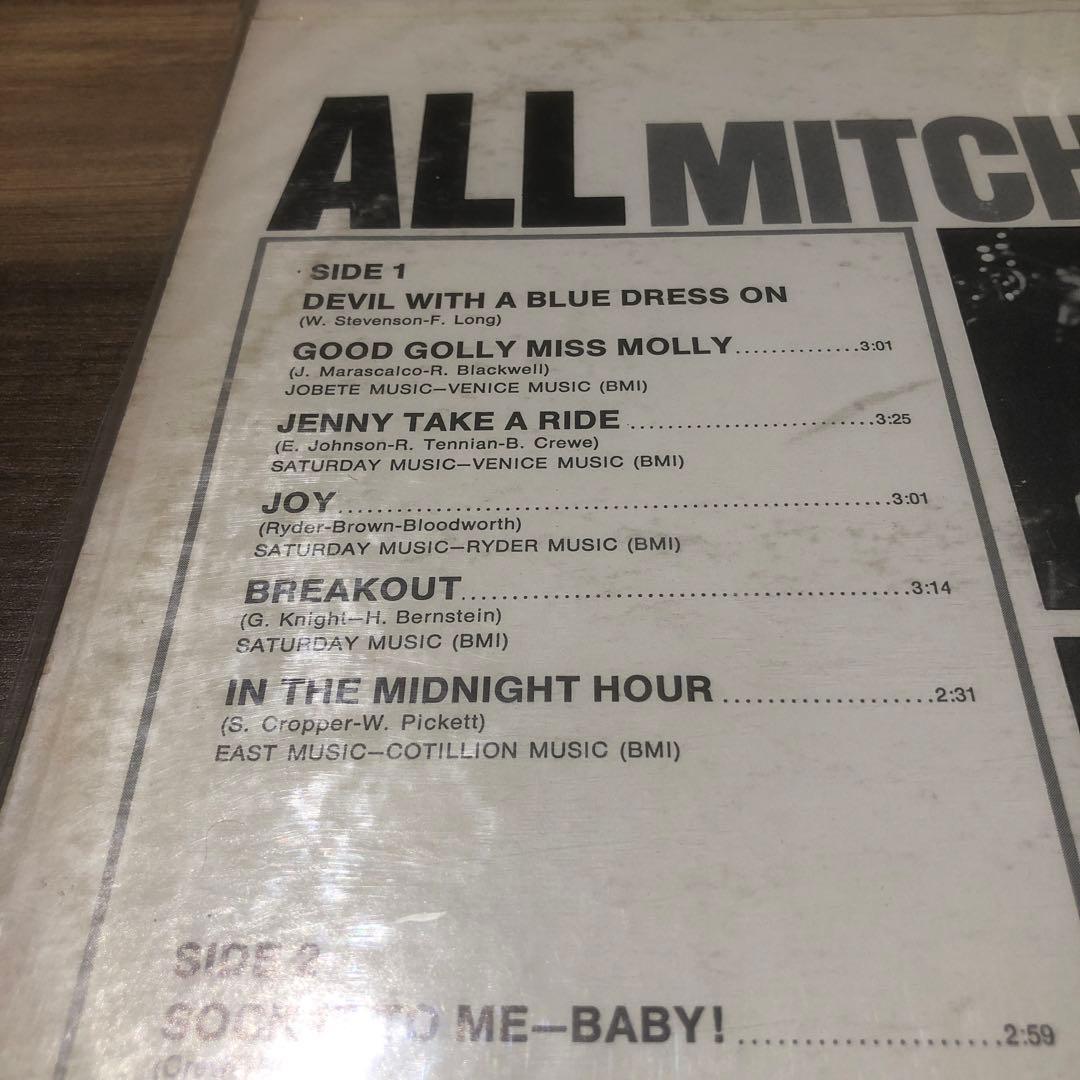 ALL MITCH
SIDE 1
DEVIL WITH A BLUE DRESS ON
(W. Stevenson-F. Long)
GOOD GOLLY MISS MOLLY..............3:01
(J. Marascalco-R. Blackwell)
JOBETE MUSIC—VENICE MUSIC (BMI)
JENNY TAKE A RIDE ..........................3:25
(E. Johnson-R. Tennian-B. Crewe)
SATURDAY MUSIC—VENICE MUSIC (BMI)
JOY............................................................3:01
(Ryder-Brown-Bloodworth)
SATURDAY MUSIC—RYDER MUSIC (BMI)
BREAKOUT..............................................3:14
(G. Knight—H. Bernstein)
SATURDAY MUSIC (BMI)
IN THE MIDNIGHT HOUR ...................2:31
(S. Cropper-W. Pickett)
EAST MUSIC—COTILLION MUSIC (BMI)
SIDE 2
SOCK IT TO ME—BABY! ......................2:59